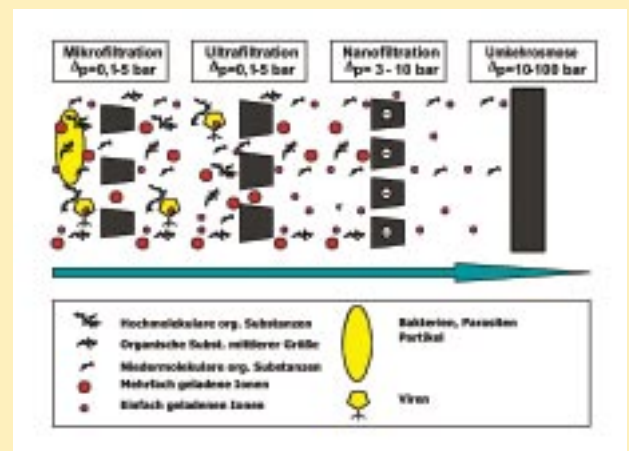 Mikrofiltration
Δp=0,1-5 bar
Ultrafiltration
Δp=0,1-5 bar
Nanofiltration
Δp= 3 - 10 bar
Umkehrosmose
Δp=10-100 bar
Hochmolekulare org. Substanzen
Organische Subst. mittlerer Größe
Niedermolekulare org. Substanzen
Mehrfach geladene Ionen
Einfach geladenen Ionen
Bakterien, Parasiten
Partikel
Viren